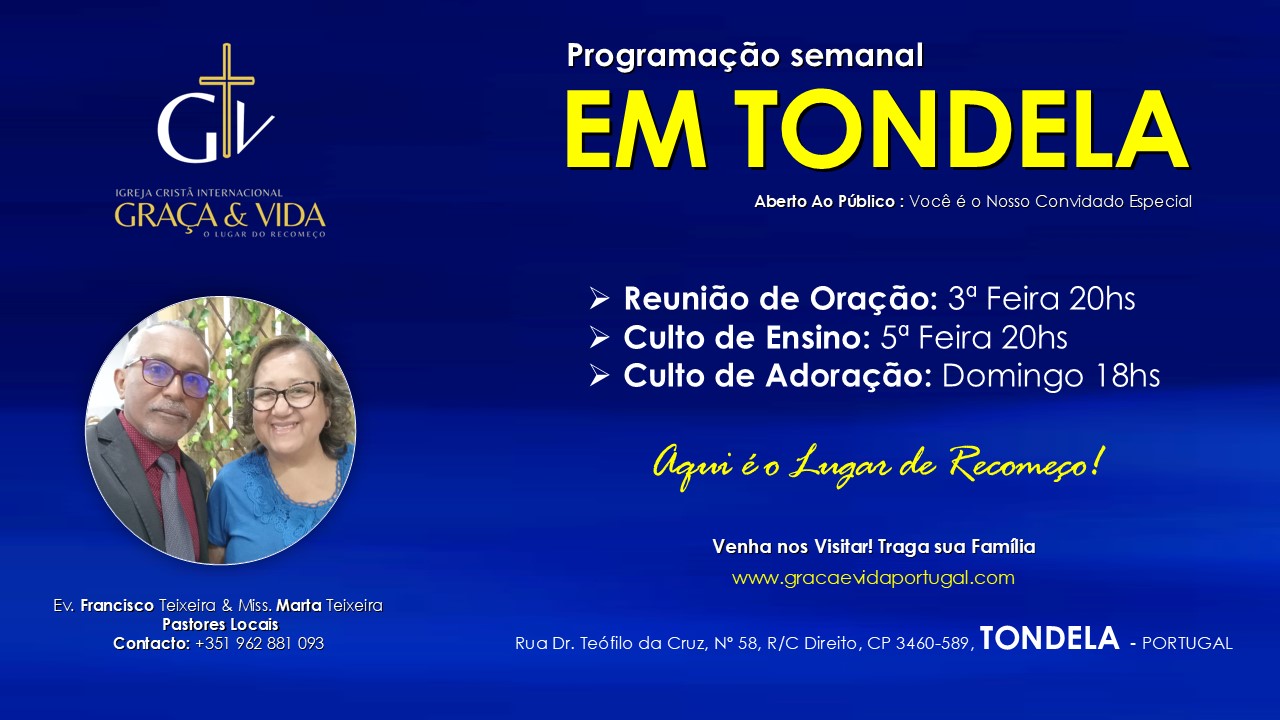 GTV
IGREJA CRISTÃ INTERNACIONAL
GRAÇA & VIDA
O LUGAR DO RECOMEÇO
Programação semanal
EM TONDELA
Aberto Ao Público : Você é o Nosso Convidado Especial
Reunião de Oração: 3ª Feira 20hs
Culto de Ensino: 5ª Feira 20hs
Culto de Adoração: Domingo 18hs
Aqui é o Lugar de Recomeço!
Venha nos Visitar! Traga sua Família
www.gracaevidaportugal.com
Ev. Francisco Teixeira & Miss. Marta Teixeira
Pastores Locais
Contacto: +351 962 881 093
Rua Dr. Teófilo da Cruz, Nº 58, R/C Direito, CP 3460-589, TONDELA - PORTUGAL